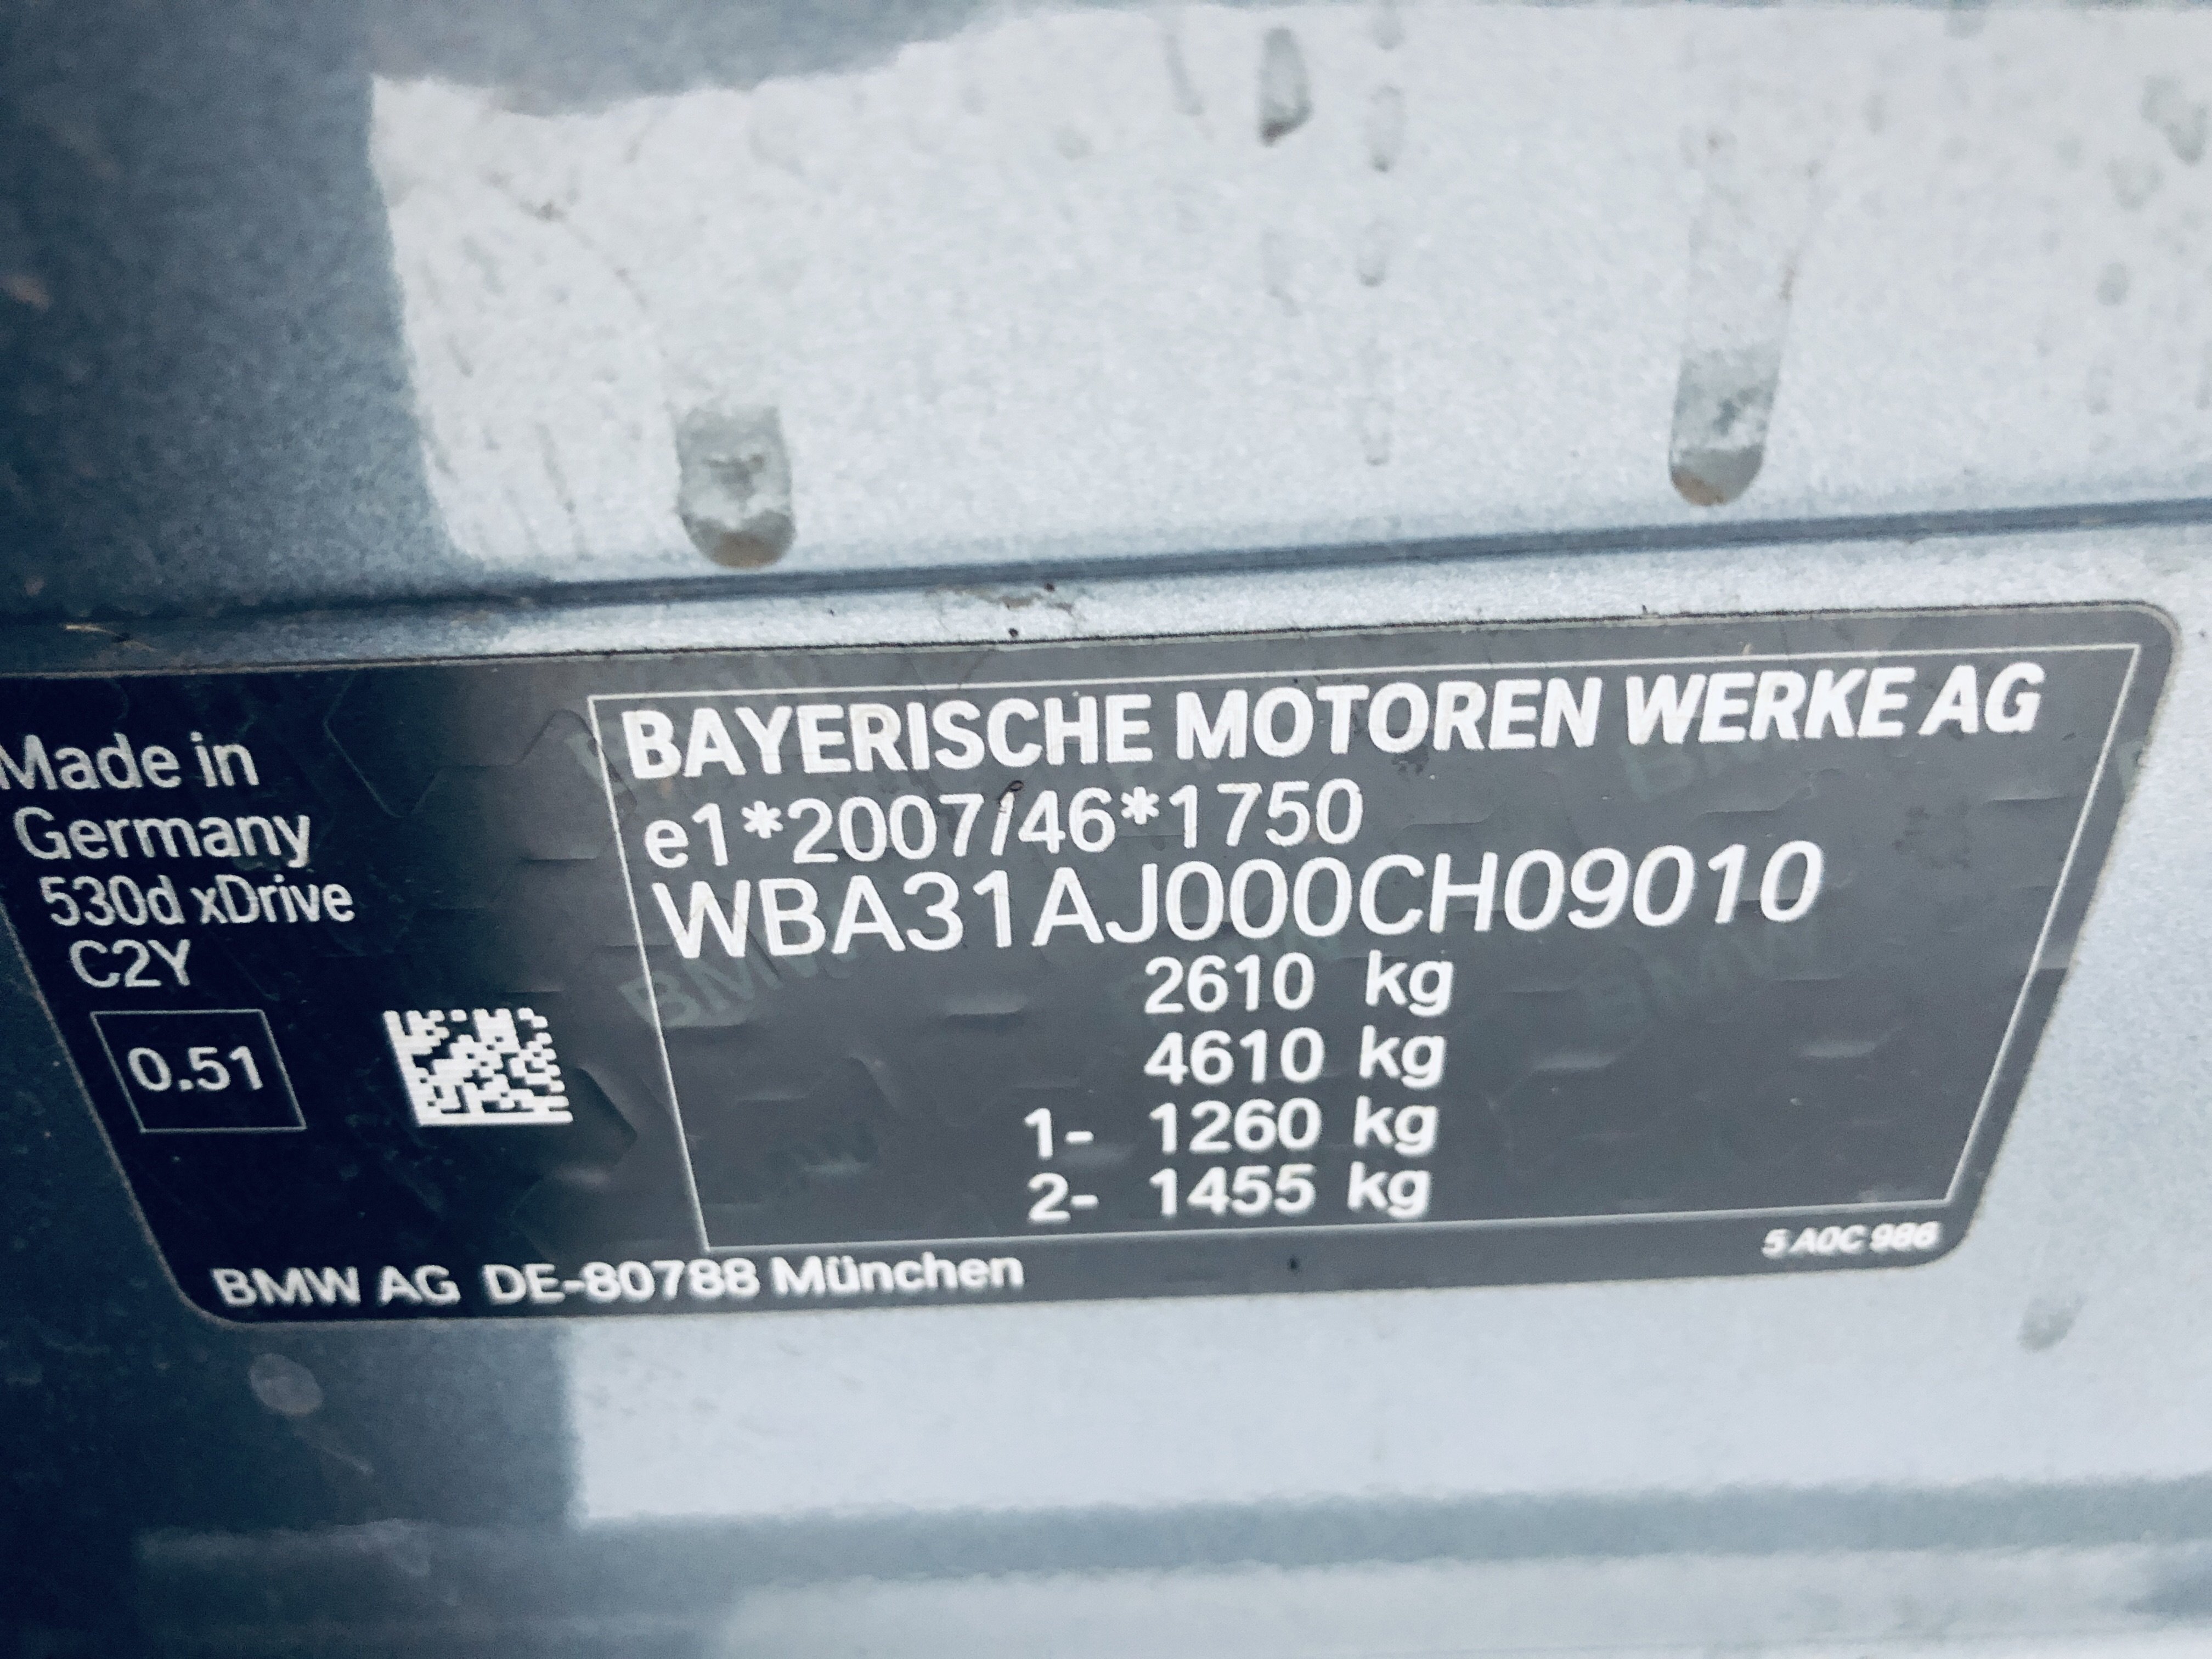 Made in
Germany
530d xDrive
C2Y
0.51
BAYERISCHE MOTOREN WERKE AG
e1*2007/46*1750
WBA31AJ000CH09010
2610 kg
4610 kg
1- 1260 kg
2- 1455 kg
BMW AG DE-80788 München
5 A0C 986